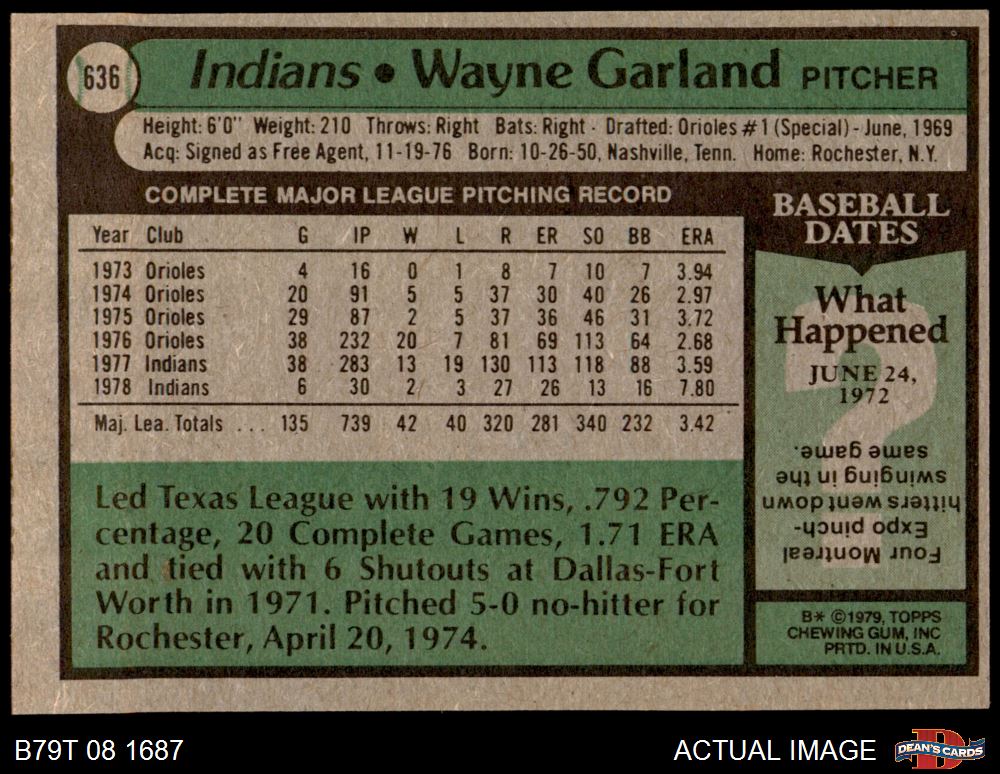 636
Indians • Wayne Garland PITCHER
Height: 6'0" Weight: 210 Throws: Right Bats: Right · Drafted: Orioles #1 (Special) - June, 1969
Acq: Signed as Free Agent, 11-19-76 Born: 10-26-50, Nashville, Tenn. Home: Rochester, N.Y.
COMPLETE MAJOR LEAGUE PITCHING RECORD
Year Club G IP W L R ER SO BB ERA
1973 Orioles 4 16 0 1 8 7 10 7 3.94
1974 Orioles 20 91 5 5 37 30 40 26 2.97
1975 Orioles 29 87 2 5 37 36 46 31 3.72
1976 Orioles 38 232 20 7 81 69 113 64 2.68
1977 Indians 38 283 13 19 130 113 118 88 3.59
1978 Indians 6 30 2 3 27 26 13 16 7.80
Maj. Lea. Totals ... 135 739 42 40 320 281 340 232 3.42
Led Texas League with 19 Wins, .792 Per-
centage, 20 Complete Games, 1.71 ERA
and tied with 6 Shutouts at Dallas-Fort
Worth in 1971. Pitched 5-0 no-hitter for
Rochester, April 20, 1974.
BASEBALL
DATES
What
Happened
JUNE 24,
1972
?
Four Montreal
Expo pinch-
hitters went down
swinging in the
same game.
B* ©1979, TOPPS
CHEWING GUM, INC
PRTD. IN U.S.A.
B79T 08 1687
ACTUAL IMAGE
DEAN'S CARDS